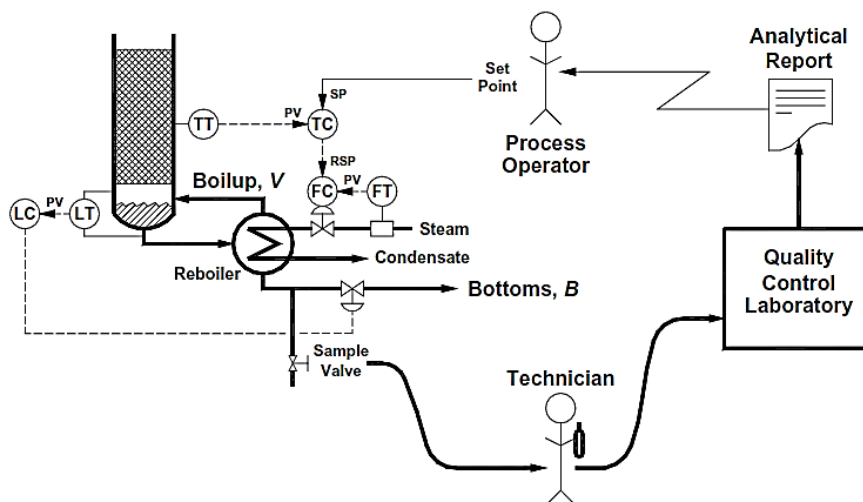 Analytical
Report
Set
Point
SP
Process
Operator
PV
TT
TC
RSP
Boilup, V
FC
PV
FT
LC
PV
LT
Steam
Condensate
Reboiler
Quality
Control
Laboratory
Bottoms, B
Sample
Valve
Technician